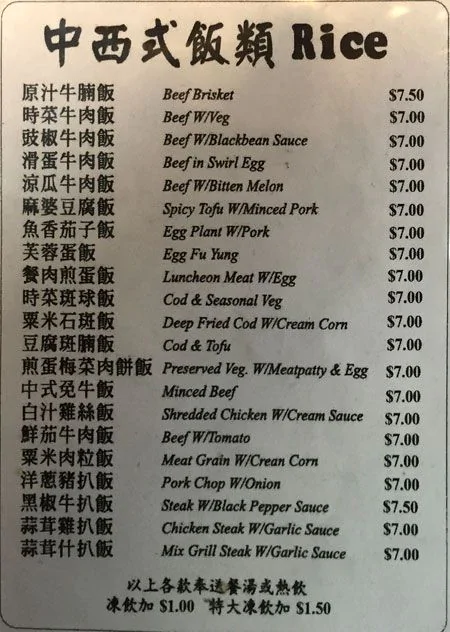 中西式飯類 Rice
原汁牛腩飯 Beef Brisket $7.50
時菜牛肉飯 Beef W/Veg $7.00
豉椒牛肉飯 Beef W/Blackbean Sauce $7.00
滑蛋牛肉飯 Beef in Swirl Egg $7.00
涼瓜牛肉飯 Beef W/Bitten Melon $7.00
麻婆豆腐飯 Spicy Tofu W/Minced Pork $7.00
魚香茄子飯 Egg Plant W/Pork $7.00
芙蓉蛋飯 Egg Fu Yung $7.00
餐肉煎蛋飯 Luncheon Meat W/Egg $7.00
時菜斑球飯 Cod & Seasonal Veg $7.00
粟米石斑飯 Deep Fried Cod W/Cream Corn $7.00
豆腐斑腩飯 Cod & Tofu $7.00
煎蛋梅菜肉餅飯 Preserved Veg. W/Meatpatty & Egg $7.00
中式免牛飯 Minced Beef $7.00
白汁雞絲飯 Shredded Chicken W/Cream Sauce $7.00
鮮茄牛肉飯 Beef W/Tomato $7.00
粟米肉粒飯 Meat Grain W/Crean Corn $7.00
洋蔥豬扒飯 Pork Chop W/Onion $7.00
黑椒牛扒飯 Steak W/Black Pepper Sauce $7.50
蒜茸雞扒飯 Chicken Steak W/Garlic Sauce $7.00
蒜茸什扒飯 Mix Grill Steak W/Garlic Sauce $7.00
以上各款奉送餐湯或熱飲
凍飲加 $1.00 特大凍飲加 $1.50